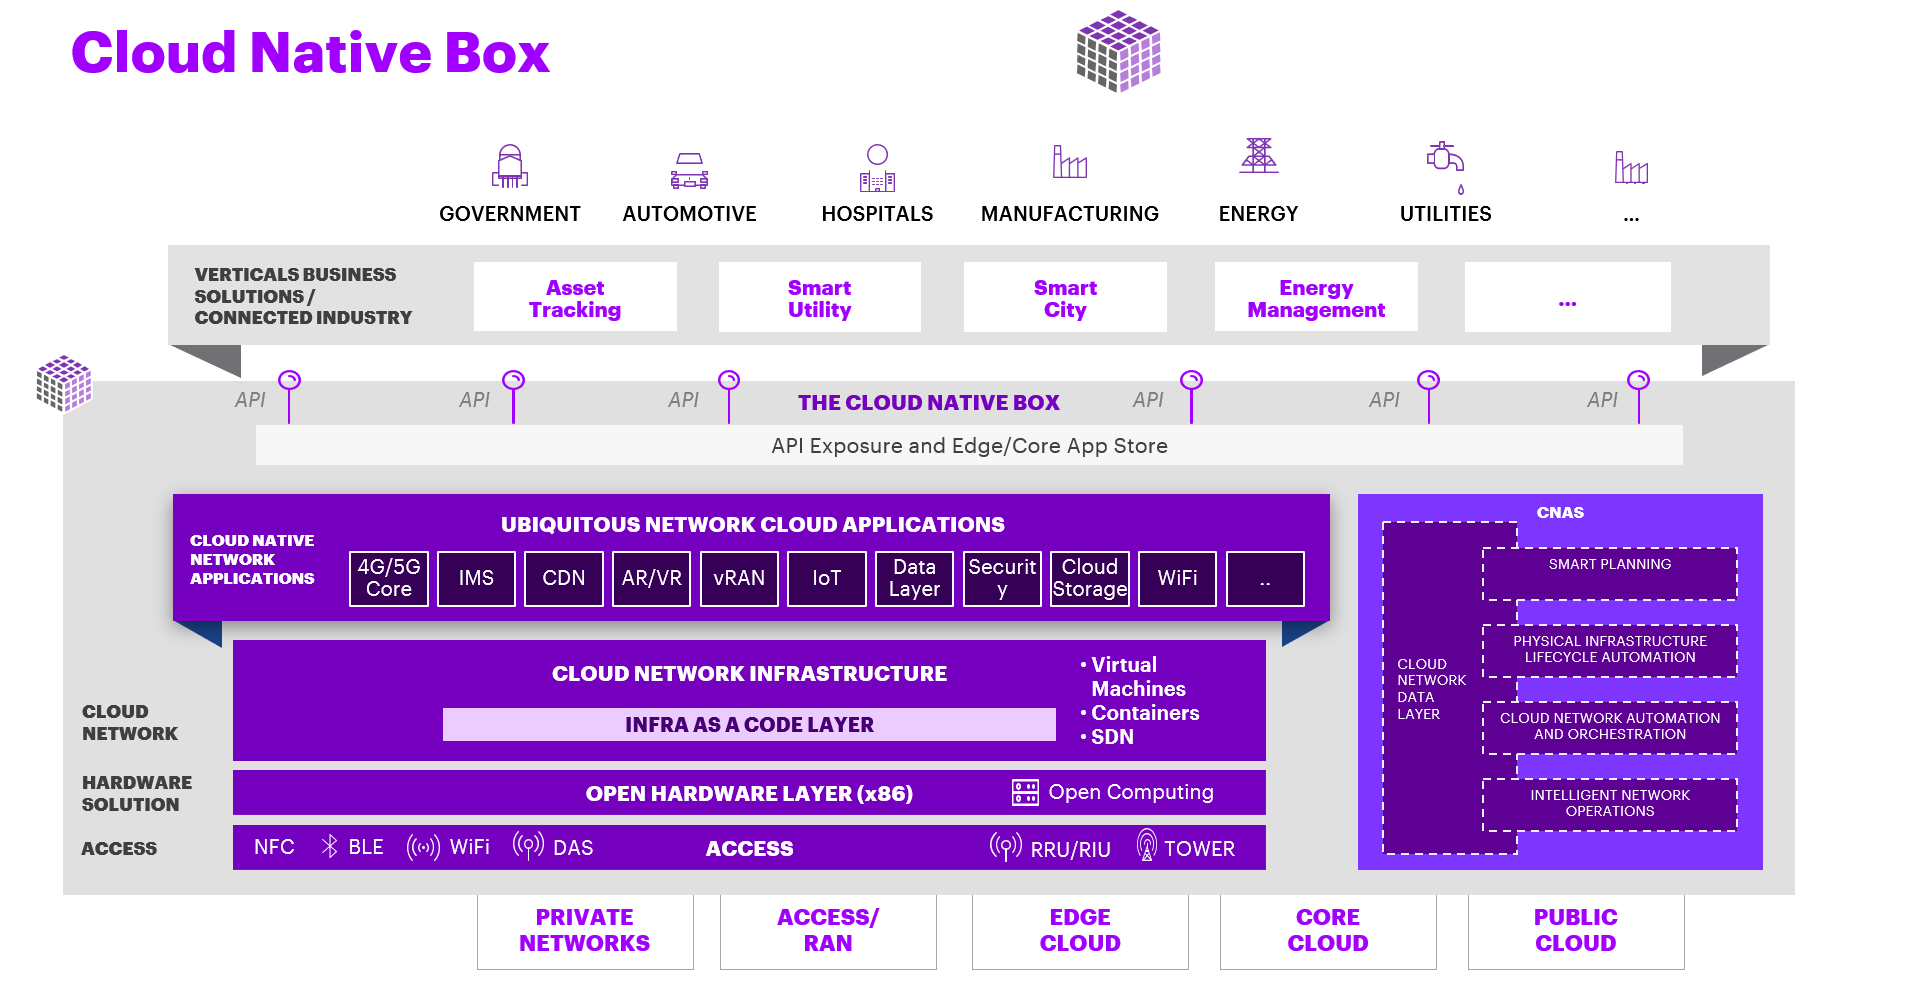 Cloud Native Box
GOVERNMENT
AUTOMOTIVE
HOSPITALS
MANUFACTURING
ENERGY
UTILITIES
...
VERTICALS BUSINESS
SOLUTIONS /
CONNECTED INDUSTRY
Asset
Tracking
Smart
Utility
Smart
City
Energy
Management
...
API
API
API
THE CLOUD NATIVE BOX
API
API
API
API Exposure and Edge/Core App Store
CLOUD NATIVE
NETWORK
APPLICATIONS
UBIQUITOUS NETWORK CLOUD APPLICATIONS
4G/5G
Core
IMS
CDN
AR/VR
vRAN
IoT
Data
Layer
Securit
y
Cloud
Storage
WiFi
..
CNAS
CLOUD
NETWORK
DATA
LAYER
SMART PLANNING
PHYSICAL INFRASTRUCTURE
LIFECYCLE AUTOMATION
CLOUD NETWORK AUTOMATION
AND ORCHESTRATION
INTELLIGENT NETWORK
OPERATIONS
CLOUD
NETWORK
CLOUD NETWORK INFRASTRUCTURE
INFRA AS A CODE LAYER
• Virtual
Machines
• Containers
• SDN
HARDWARE
SOLUTION
OPEN HARDWARE LAYER (x86)
Open Computing
ACCESS
NFC
BLE
WiFi
DAS
ACCESS
RRU/RIU
TOWER
PRIVATE
NETWORKS
ACCESS/
RAN
EDGE
CLOUD
CORE
CLOUD
PUBLIC
CLOUD